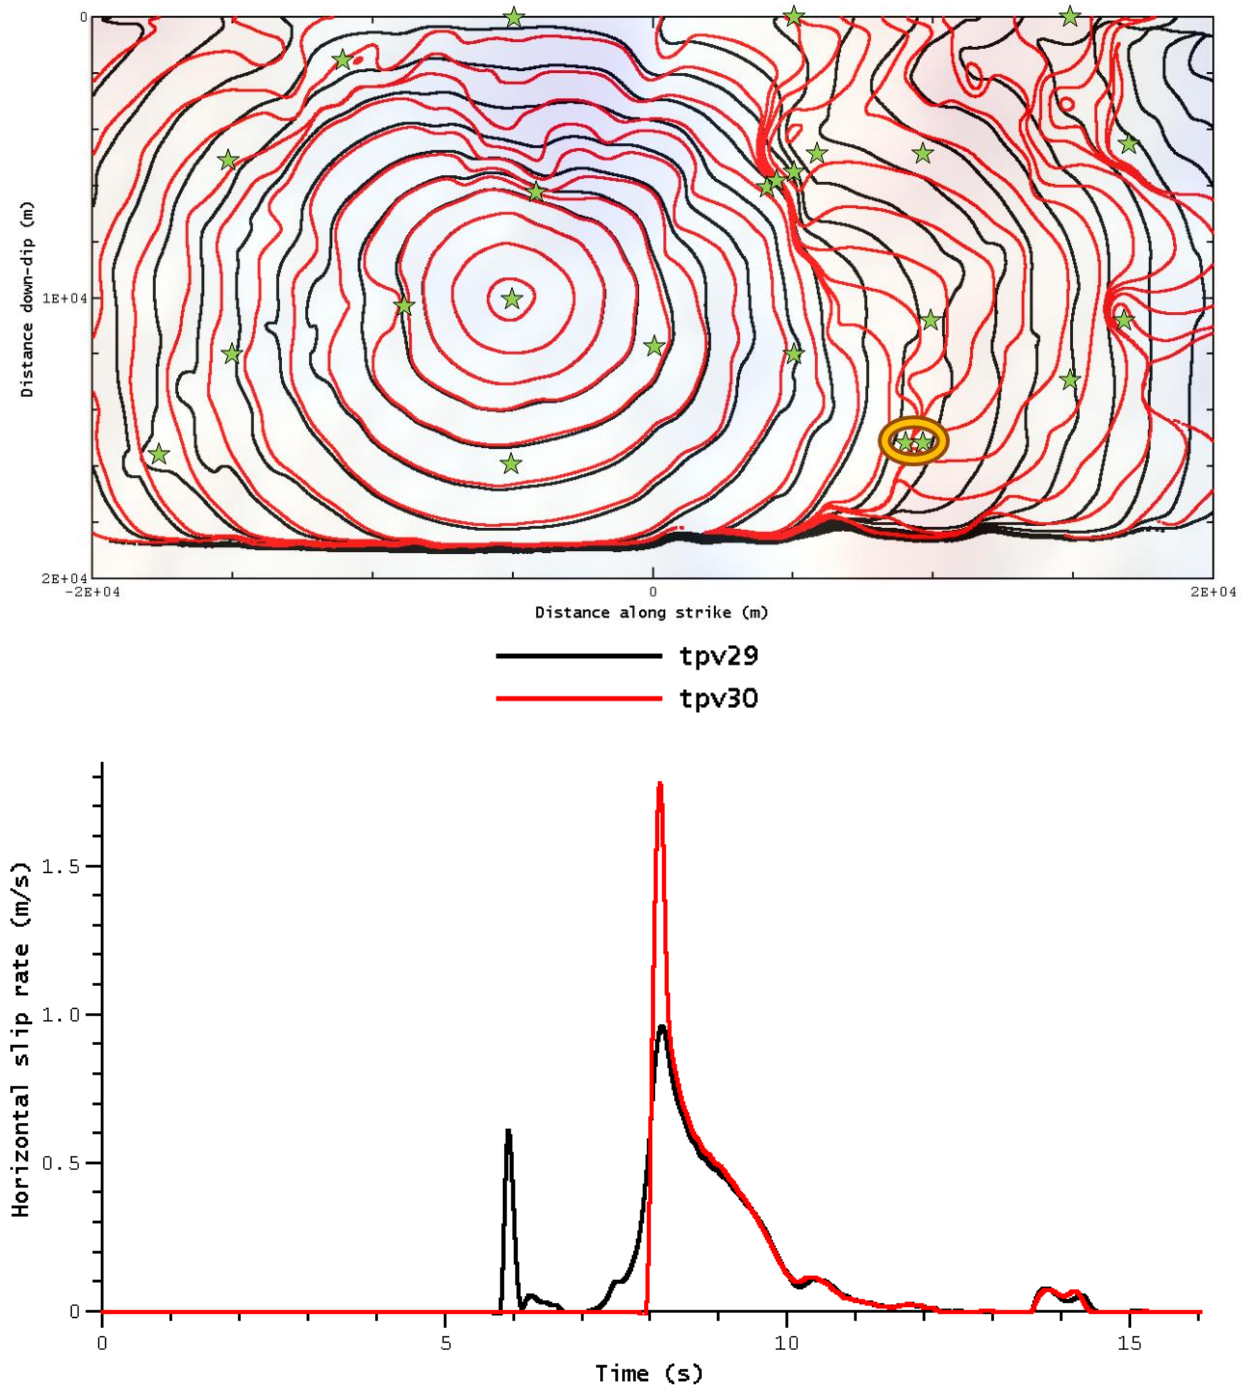 0
Distance down-dip (m)
1E+04
2E+04
-2E+04
0
2E+04
Distance along strike (m)
tpv29
tpv30
Horizontal slip rate (m/s)
1.5
1.0
0.5
0
0
5
10
15
Time (s)